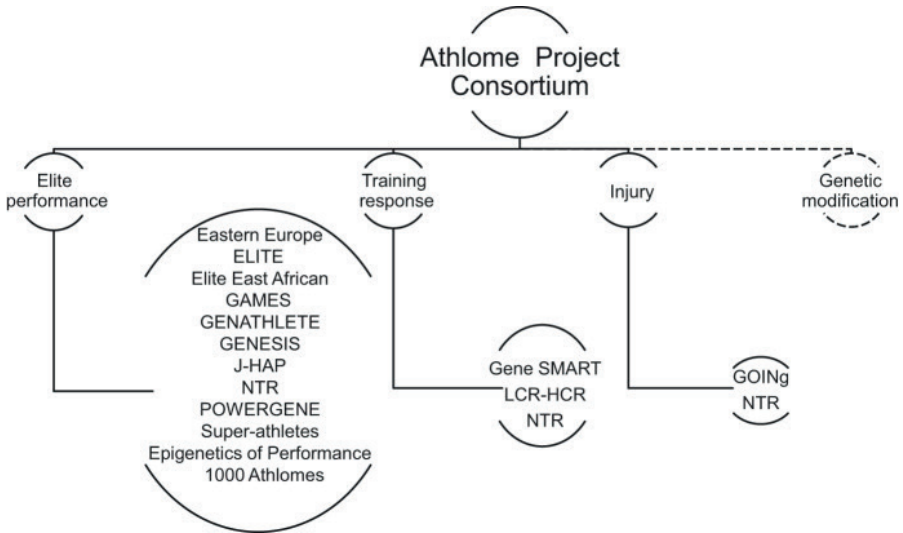 Athlome Project
Consortium
Elite
performance
Training
response
Injury
Genetic
modification
Eastern Europe
ELITE
Elite East African
GAMES
GENATHLETE
GENESIS
J-HAP
NTR
POWERGENE
Super-athletes
Epigenetics of Performance
1000 Athlomes
Gene SMART
LCR-HCR
NTR
GOINg
NTR